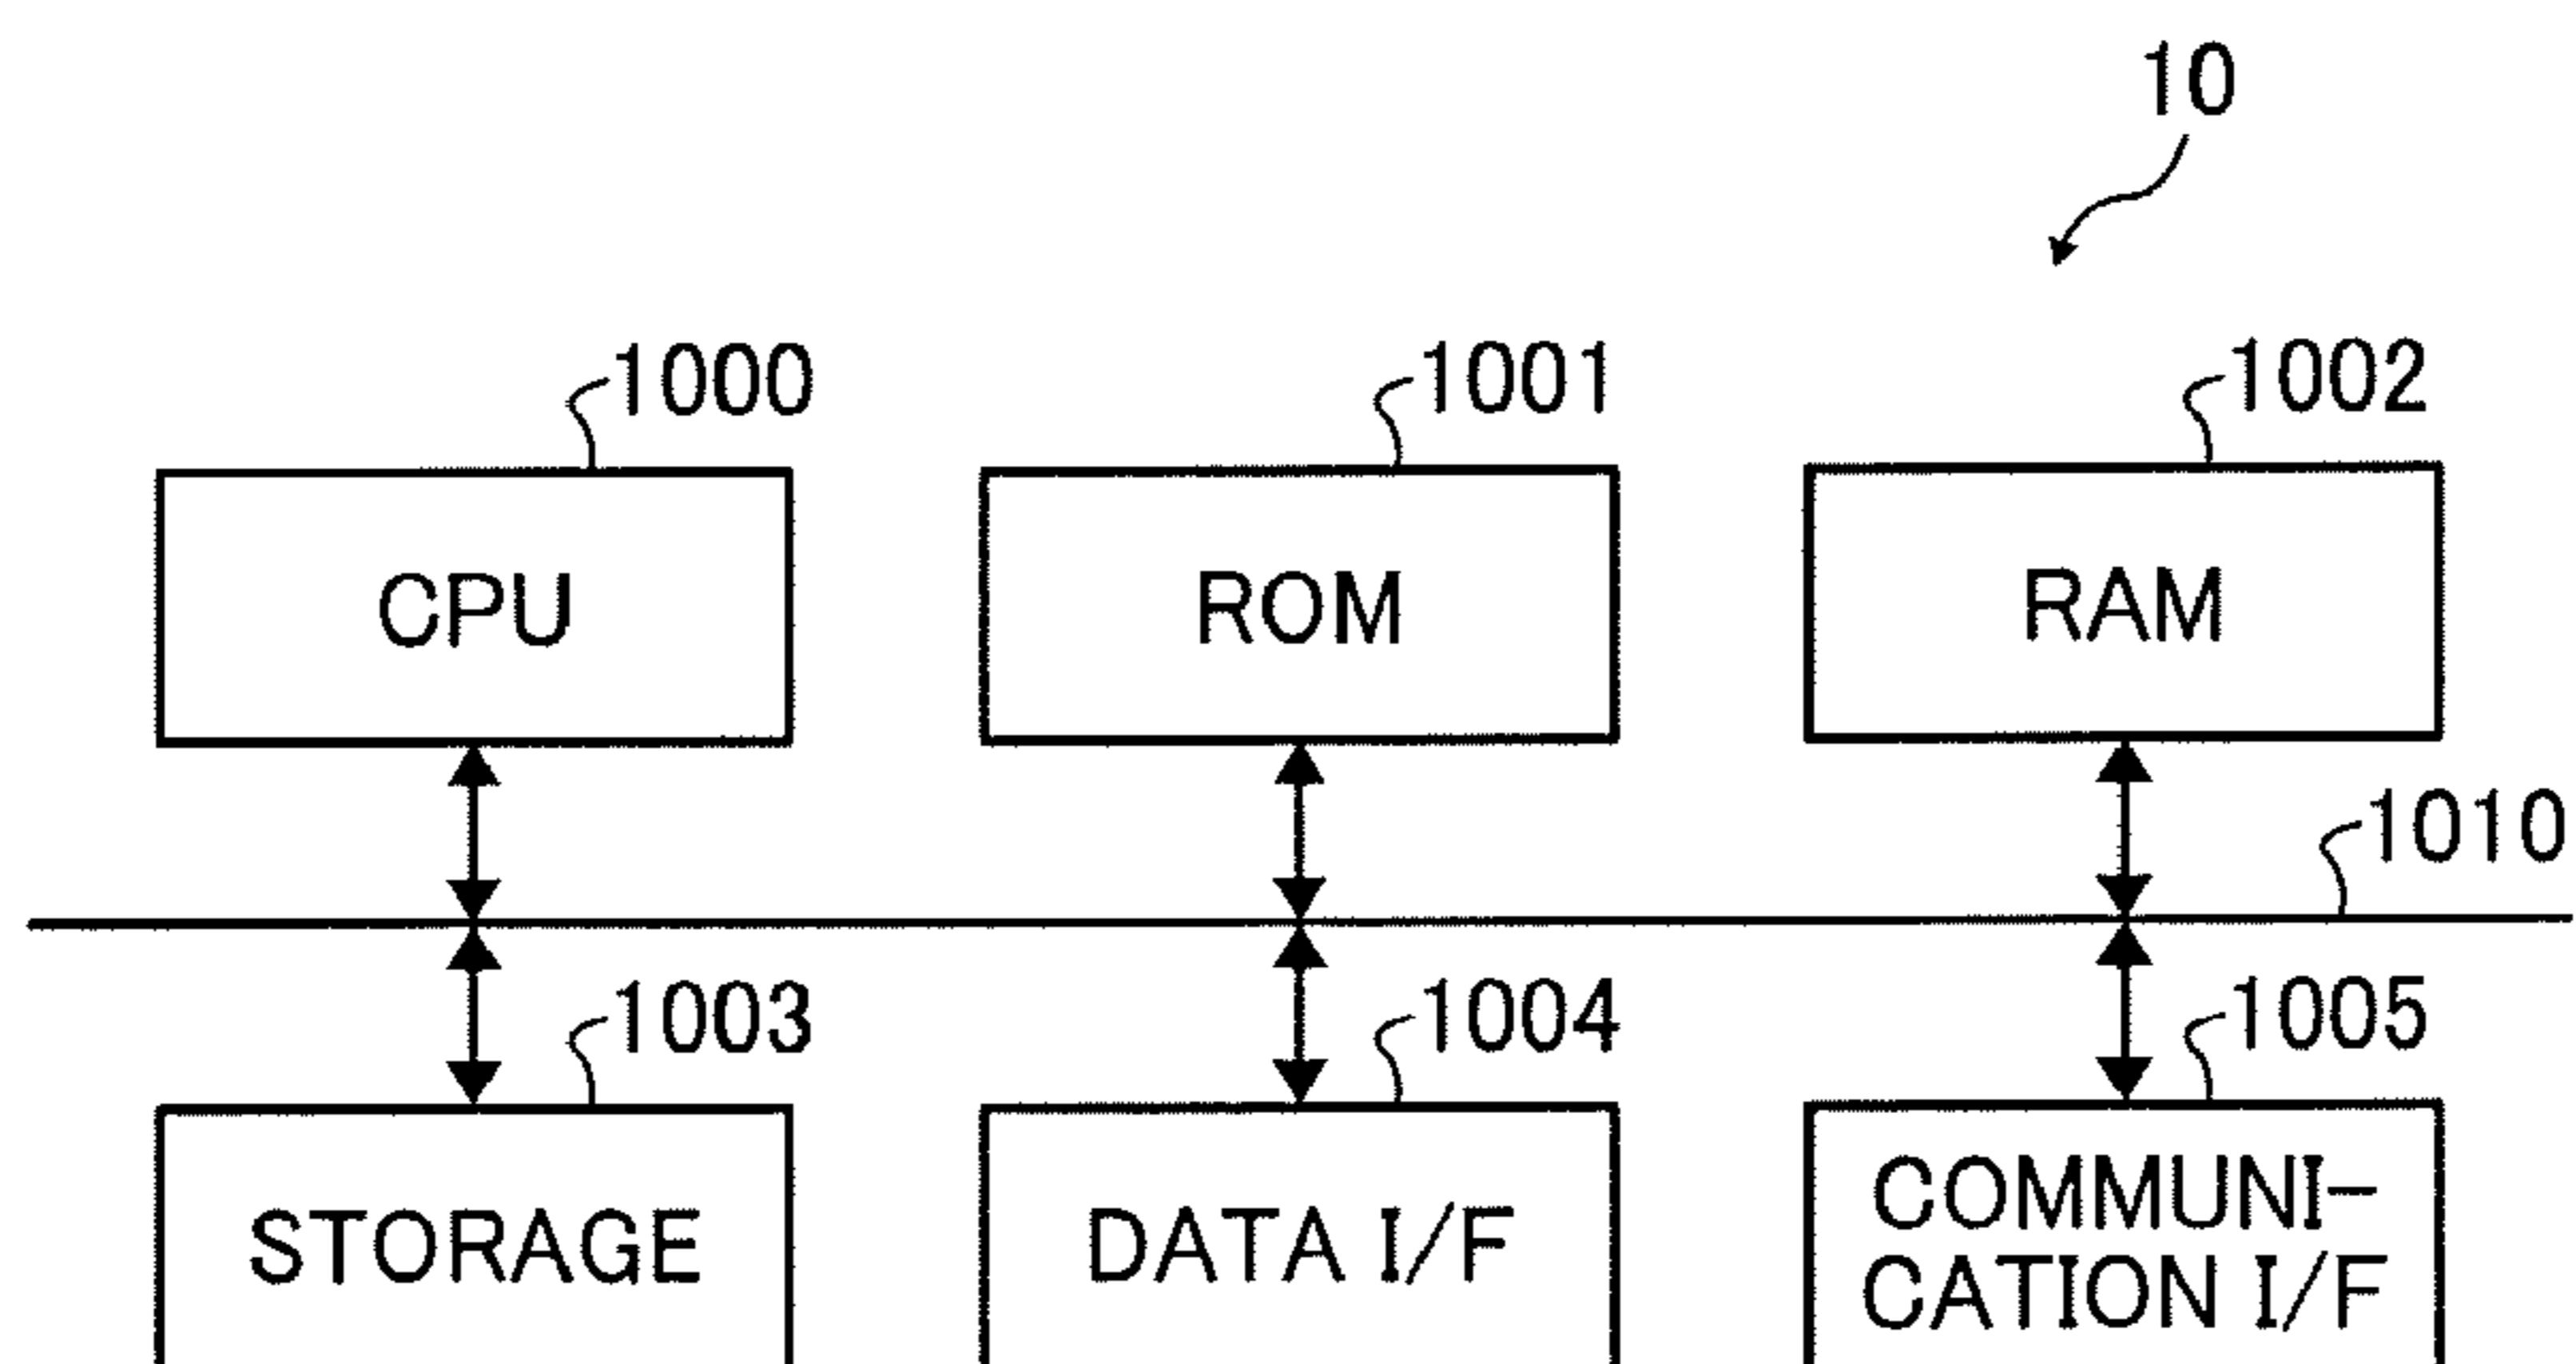 10
1000
1001
1002
CPU
ROM
RAM
1010
1003
1004
1005
STORAGE
DATA I/F
COMMUNI-
CATION I/F